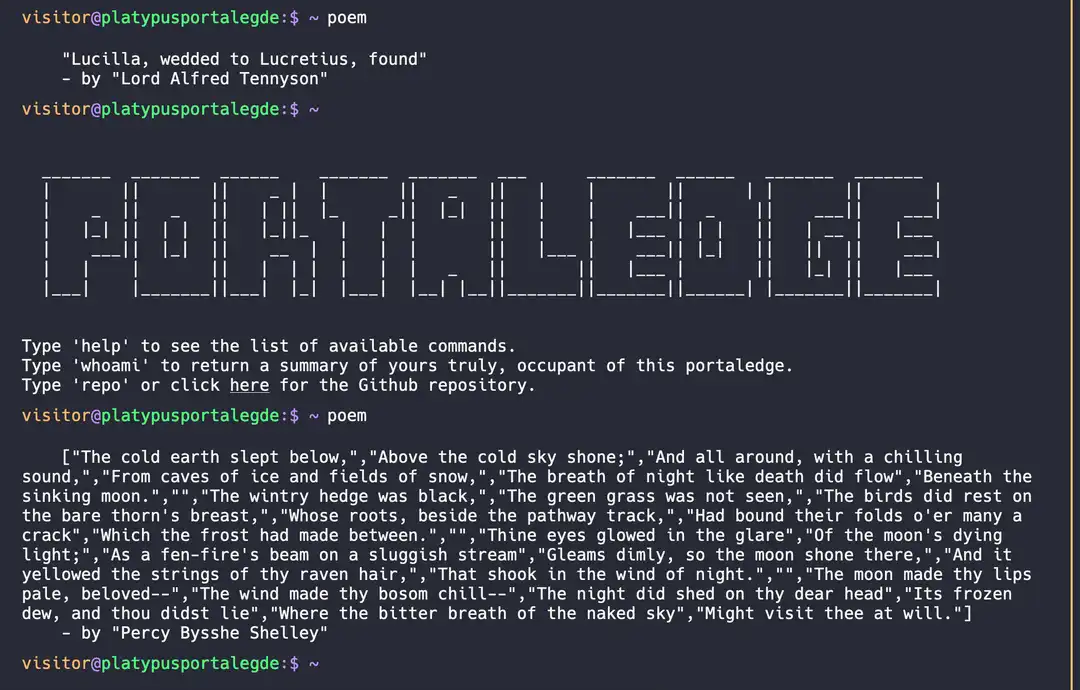 visitor@platypusportalegde:$ ~ poem
"Lucilla, wedded to Lucretius, found"
- by "Lord Alfred Tennyson"
visitor@platypusportalegde:$ ~
PORTALEDGE
Type 'help' to see the list of available commands.
Type 'whoami' to return a summary of yours truly, occupant of this portaledge.
Type 'repo' or click here for the Github repository.
visitor@platypusportalegde:$ ~ poem
["The cold earth slept below,","Above the cold sky shone;","And all around, with a chilling
sound,","From caves of ice and fields of snow,","The breath of night like death did flow","Beneath the
sinking moon.","","The wintry hedge was black,","The green grass was not seen,","The birds did rest on
the bare thorn's breast,","Whose roots, beside the pathway track,","Had bound their folds o'er many a
crack","Which the frost had made between.","","Thine eyes glowed in the glare","Of the moon's dying
light;","As a fen-fire's beam on a sluggish stream","Gleams dimly, so the moon shone there,","And it
yellowed the strings of thy raven hair,","That shook in the wind of night.","","The moon made thy lips
pale, beloved--","The wind made thy bosom chill--","The night did shed on thy dear head","Its frozen
dew, and thou didst lie","Where the bitter breath of the naked sky","Might visit thee at will."]
- by "Percy Bysshe Shelley"
visitor@platypusportalegde:$ ~